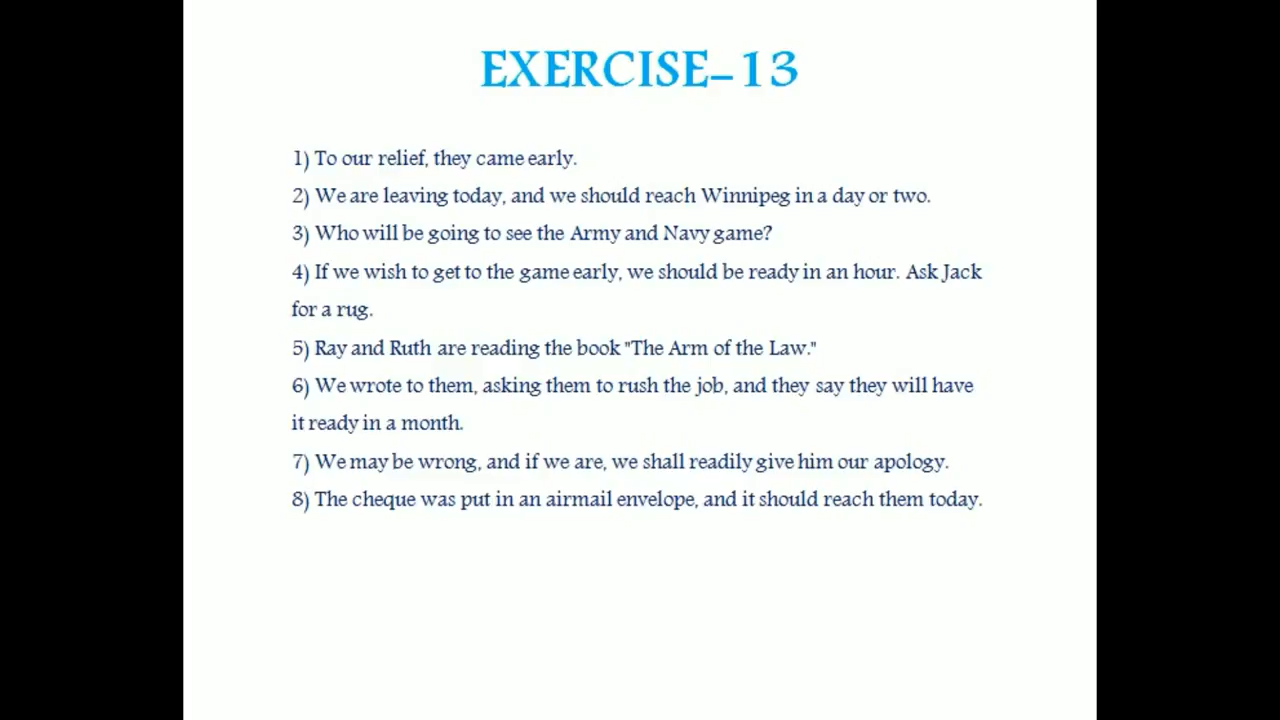 EXERCISE-13
1) To our relief, they came early.
2) We are leaving today, and we should reach Winnipeg in a day or two.
3) Who will be going to see the Army and Navy game?
4) If we wish to get to the game early, we should be ready in an hour. Ask Jack
for a rug.
5) Ray and Ruth are reading the book "The Arm of the Law."
6) We wrote to them, asking them to rush the job, and they say they will have
it ready in a month.
7) We may be wrong, and if we are, we shall readily give him our apology.
8) The cheque was put in an airmail envelope, and it should reach them today.